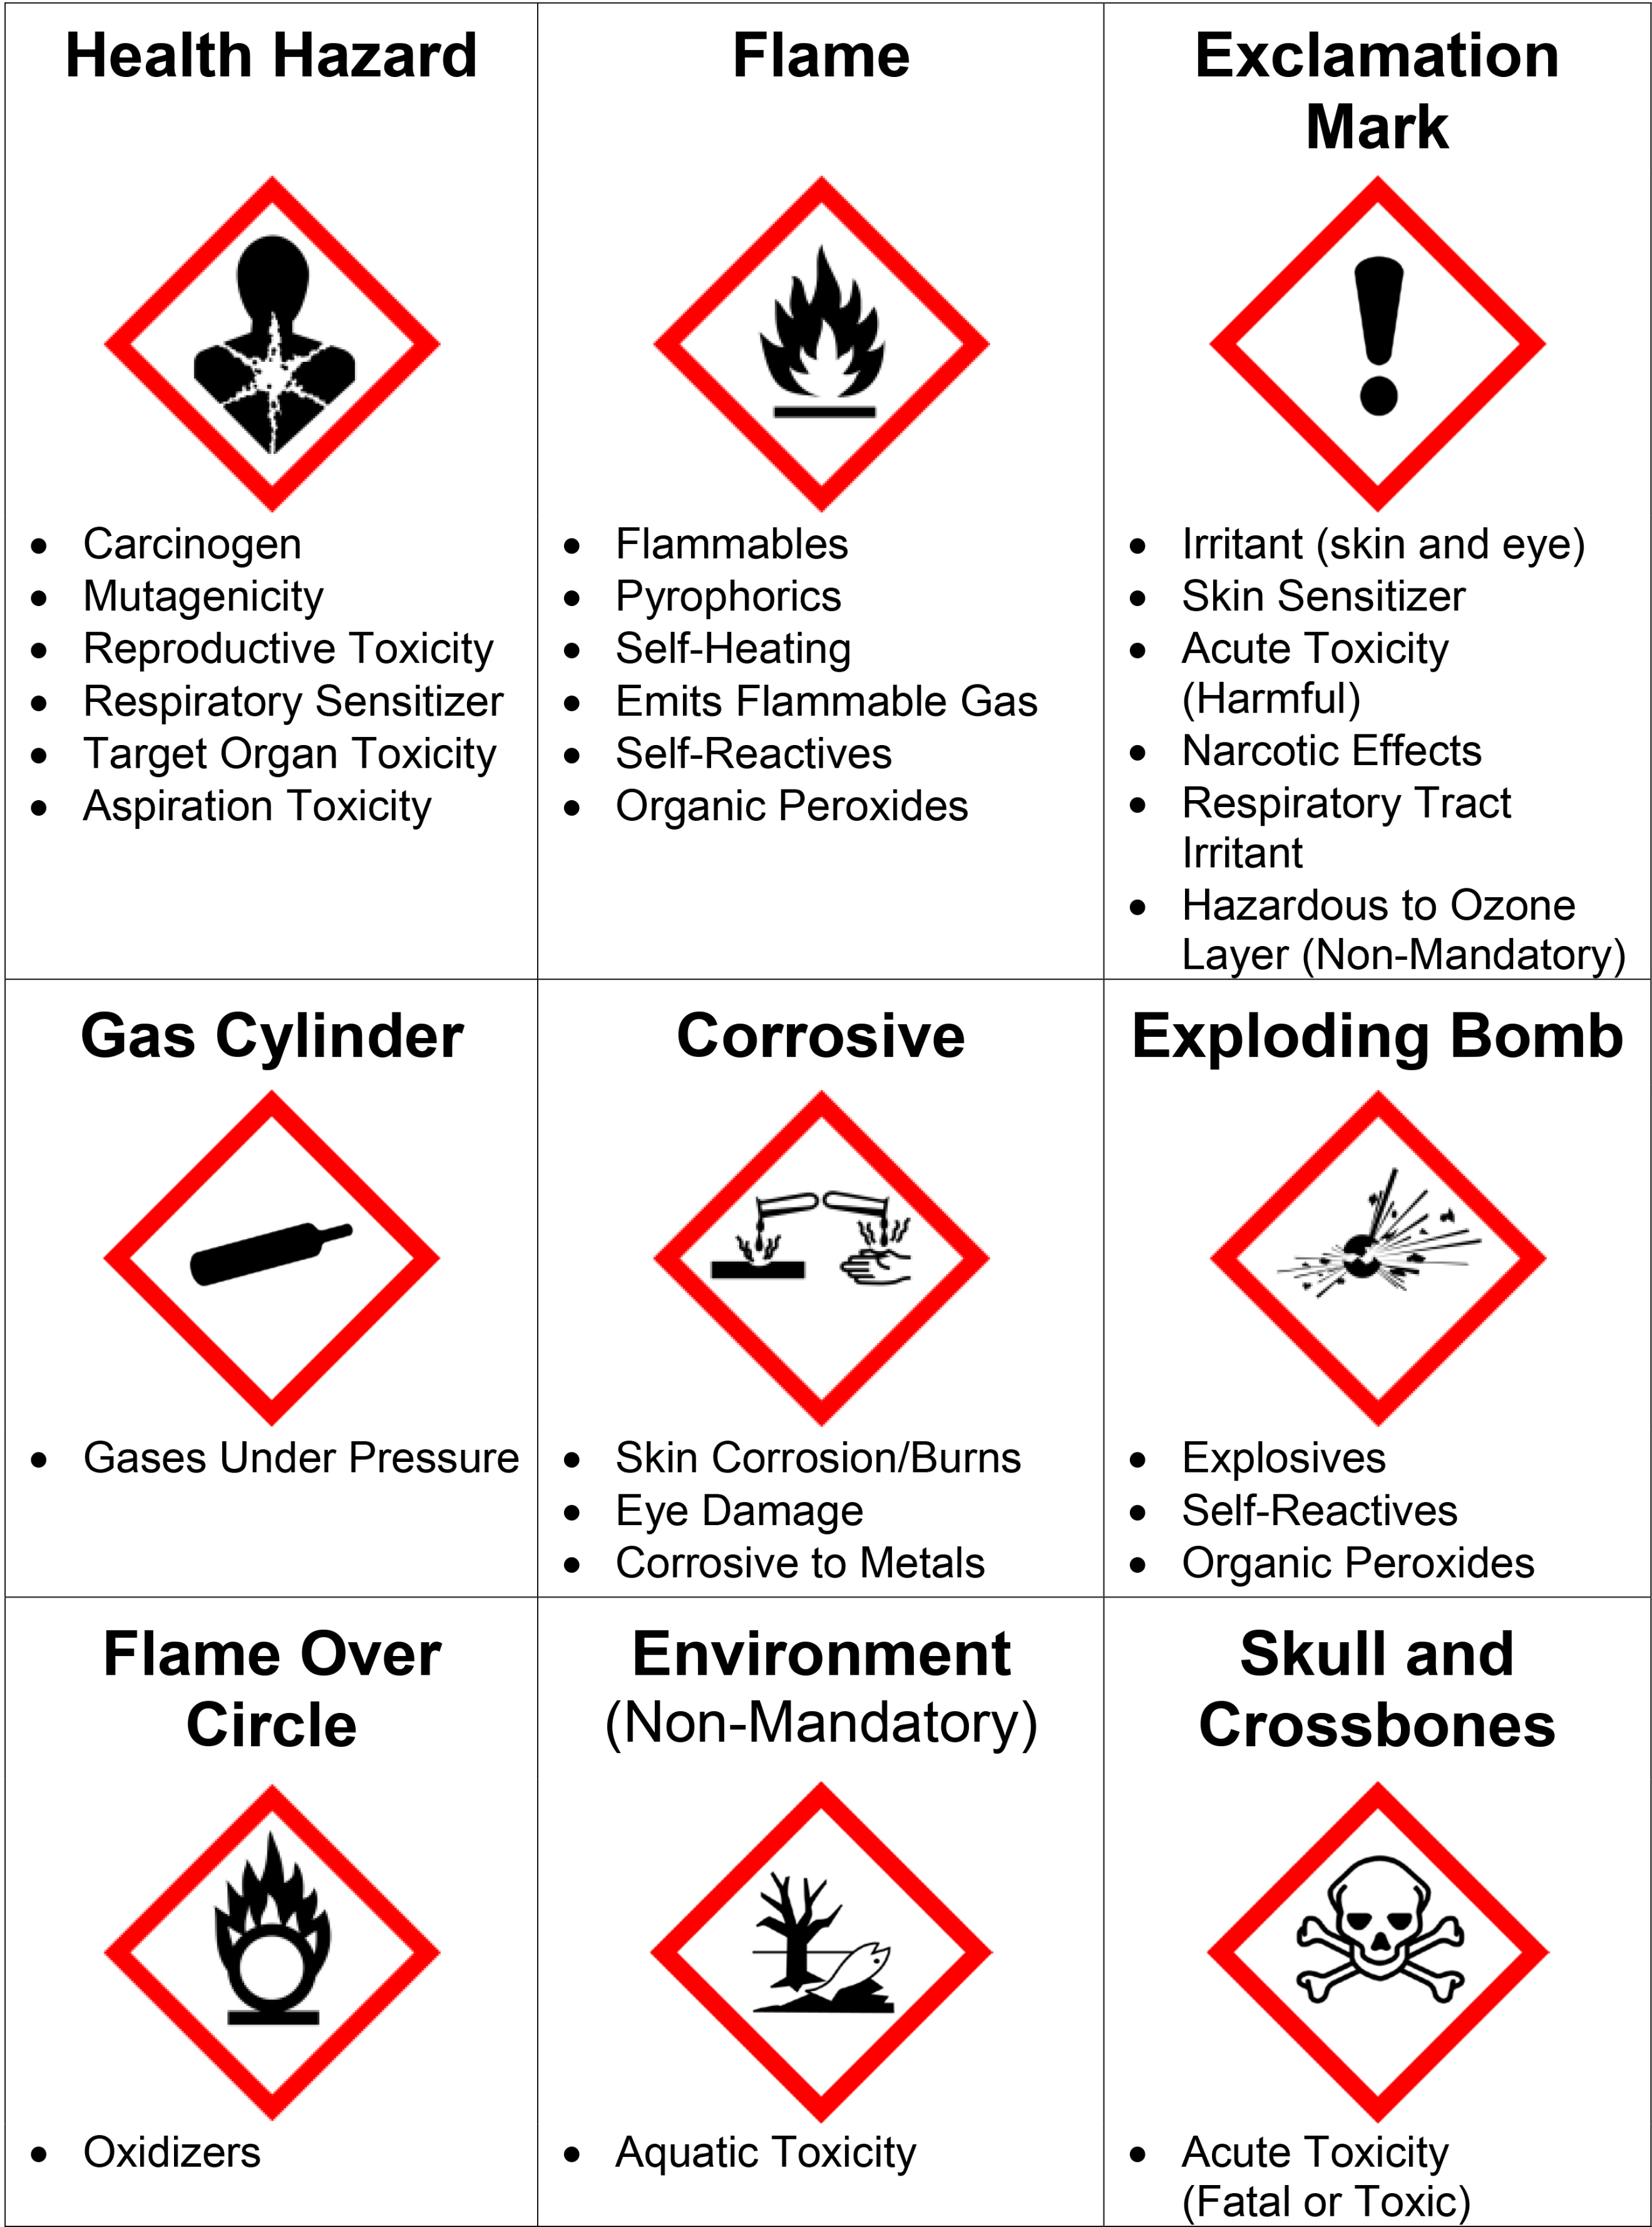 Health Hazard
• Carcinogen
• Mutagenicity
• Reproductive Toxicity
• Respiratory Sensitizer
• Target Organ Toxicity
• Aspiration Toxicity
Flame
• Flammables
• Pyrophorics
• Self-Heating
• Emits Flammable Gas
• Self-Reactives
• Organic Peroxides
Exclamation
Mark
• Irritant (skin and eye)
• Skin Sensitizer
• Acute Toxicity
(Harmful)
• Narcotic Effects
• Respiratory Tract
Irritant
• Hazardous to Ozone
Layer (Non-Mandatory)
Gas Cylinder
• Gases Under Pressure
Corrosive
• Skin Corrosion/Burns
• Eye Damage
• Corrosive to Metals
Exploding Bomb
• Explosives
• Self-Reactives
• Organic Peroxides
Flame Over
Circle
• Oxidizers
Environment
(Non-Mandatory)
• Aquatic Toxicity
Skull and
Crossbones
• Acute Toxicity
(Fatal or Toxic)